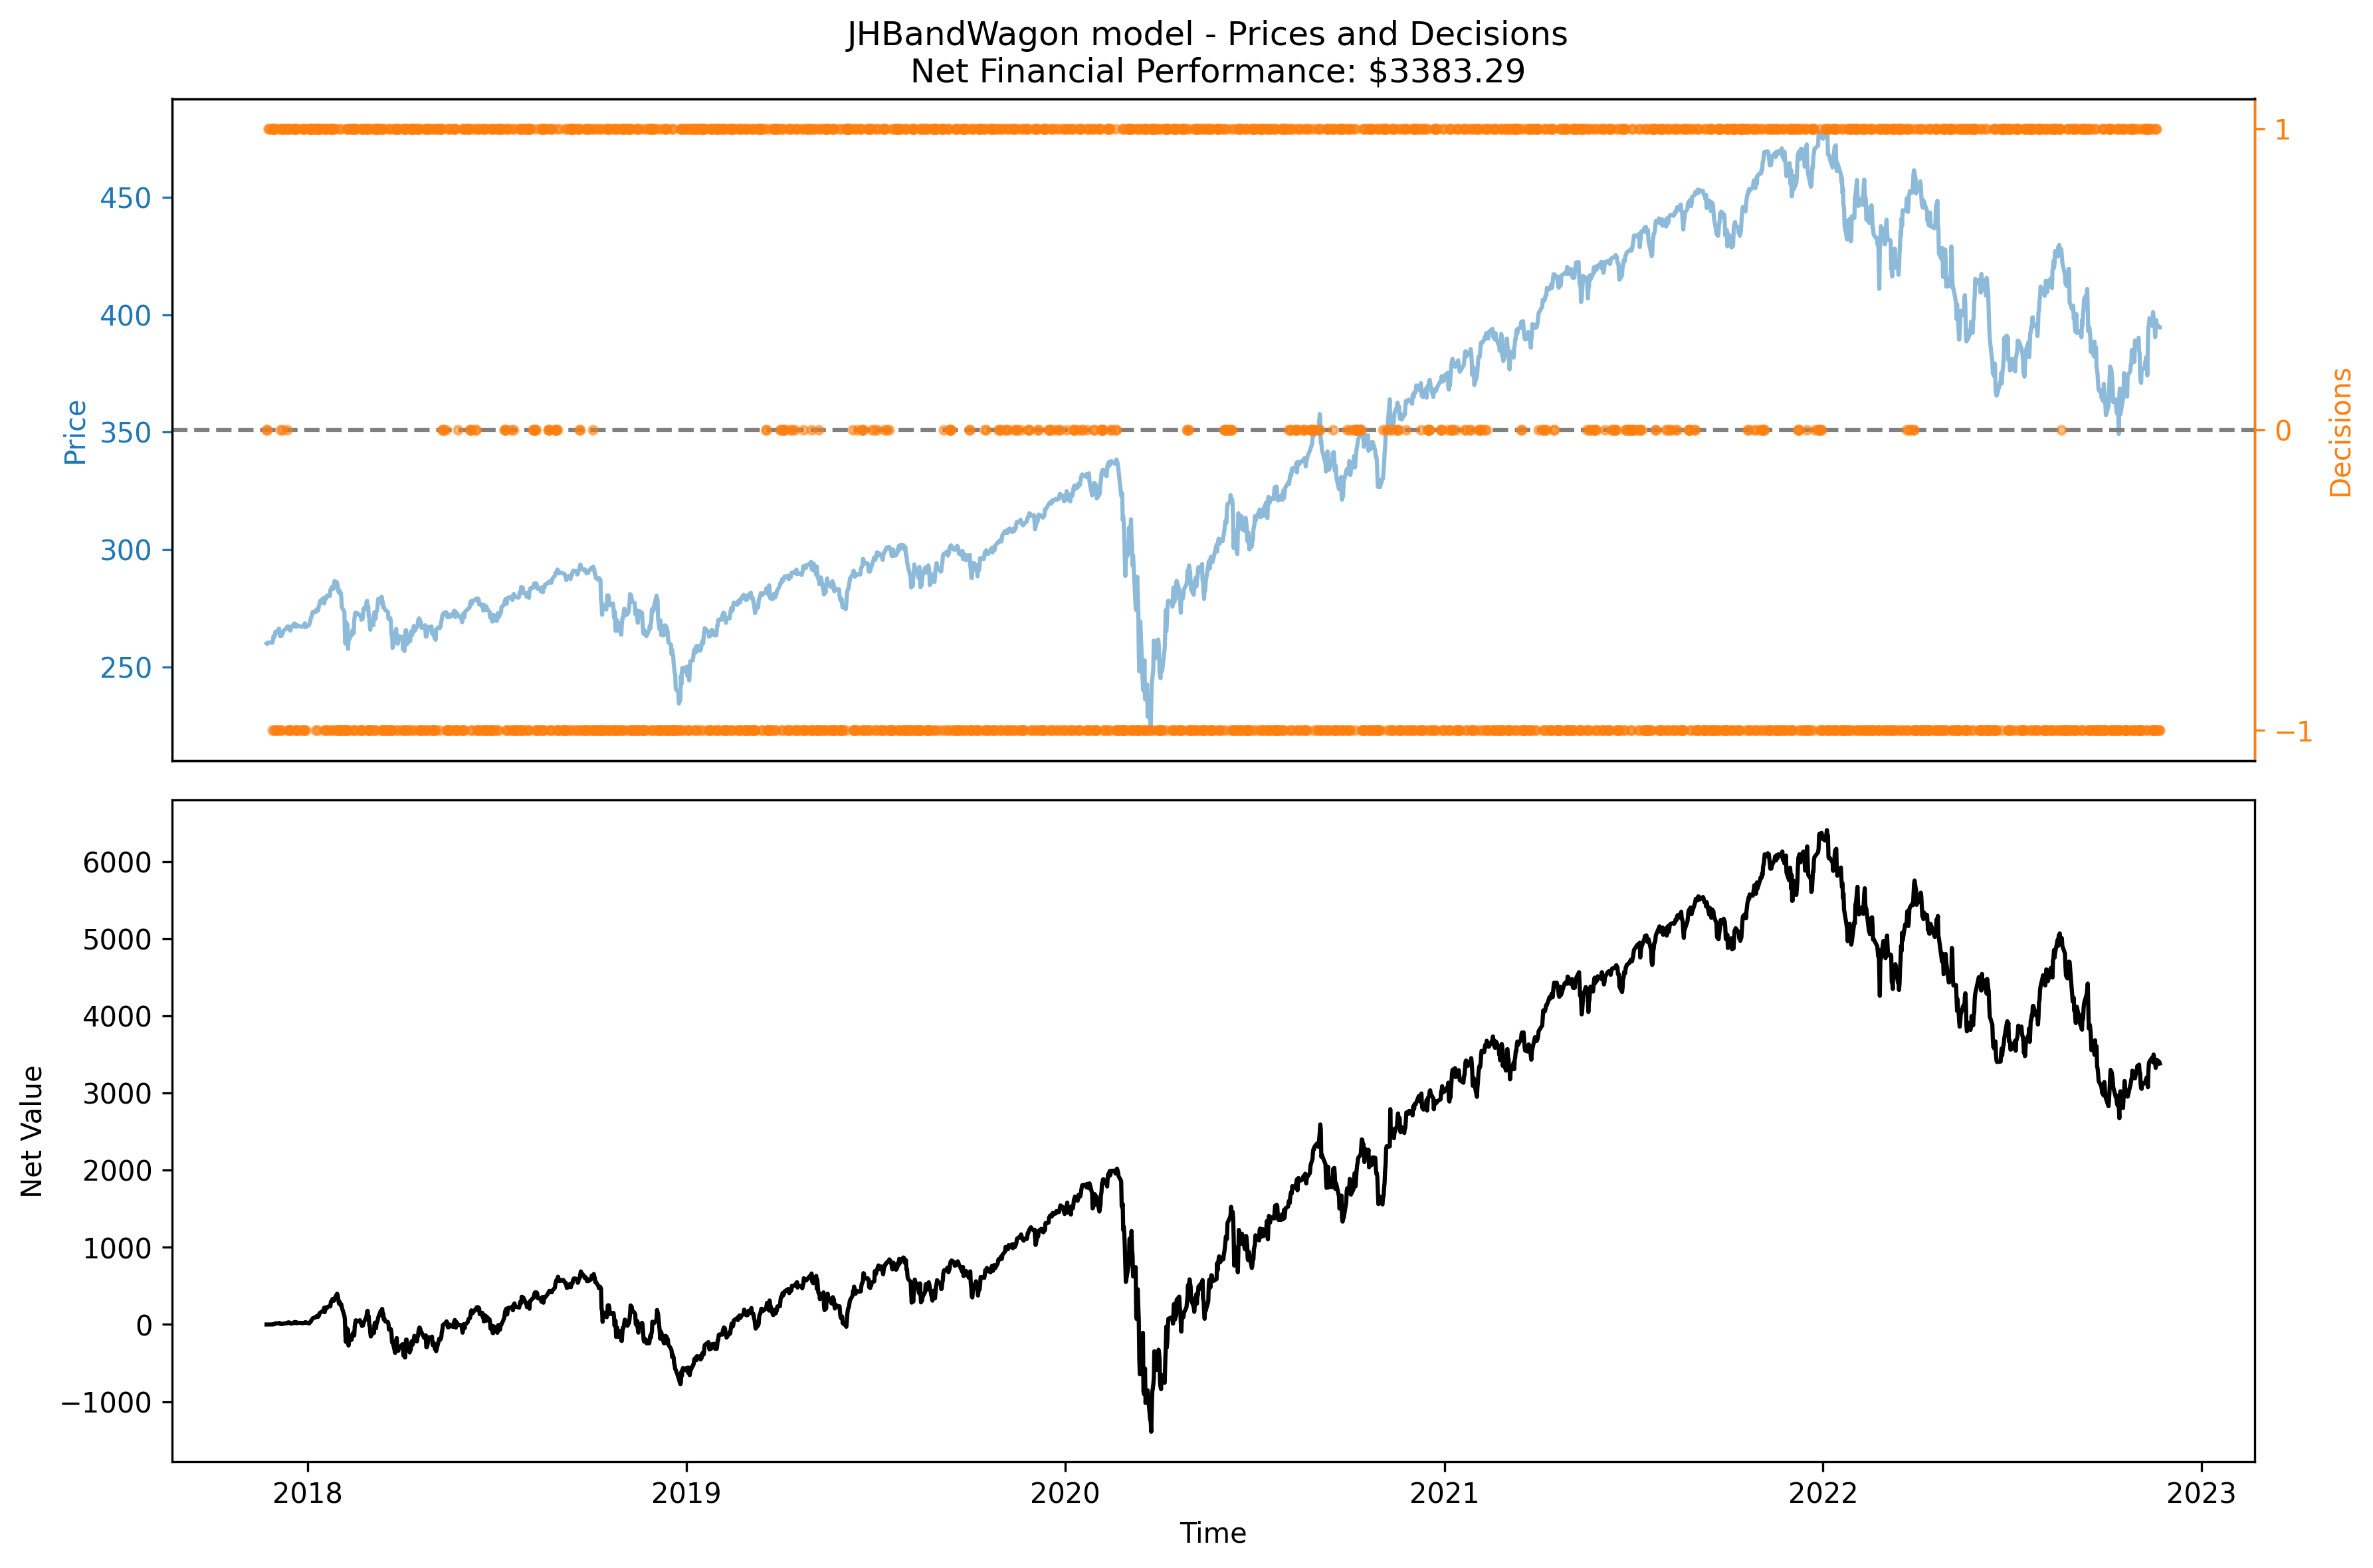 JHBandWagon model - Prices and Decisions
Net Financial Performance: $3383.29
450
400
350
300
250
Price
1
0
−1
Decisions
6000
5000
4000
3000
2000
1000
0
−1000
Net Value
2018 2019 2020 2021 2022 2023
Time